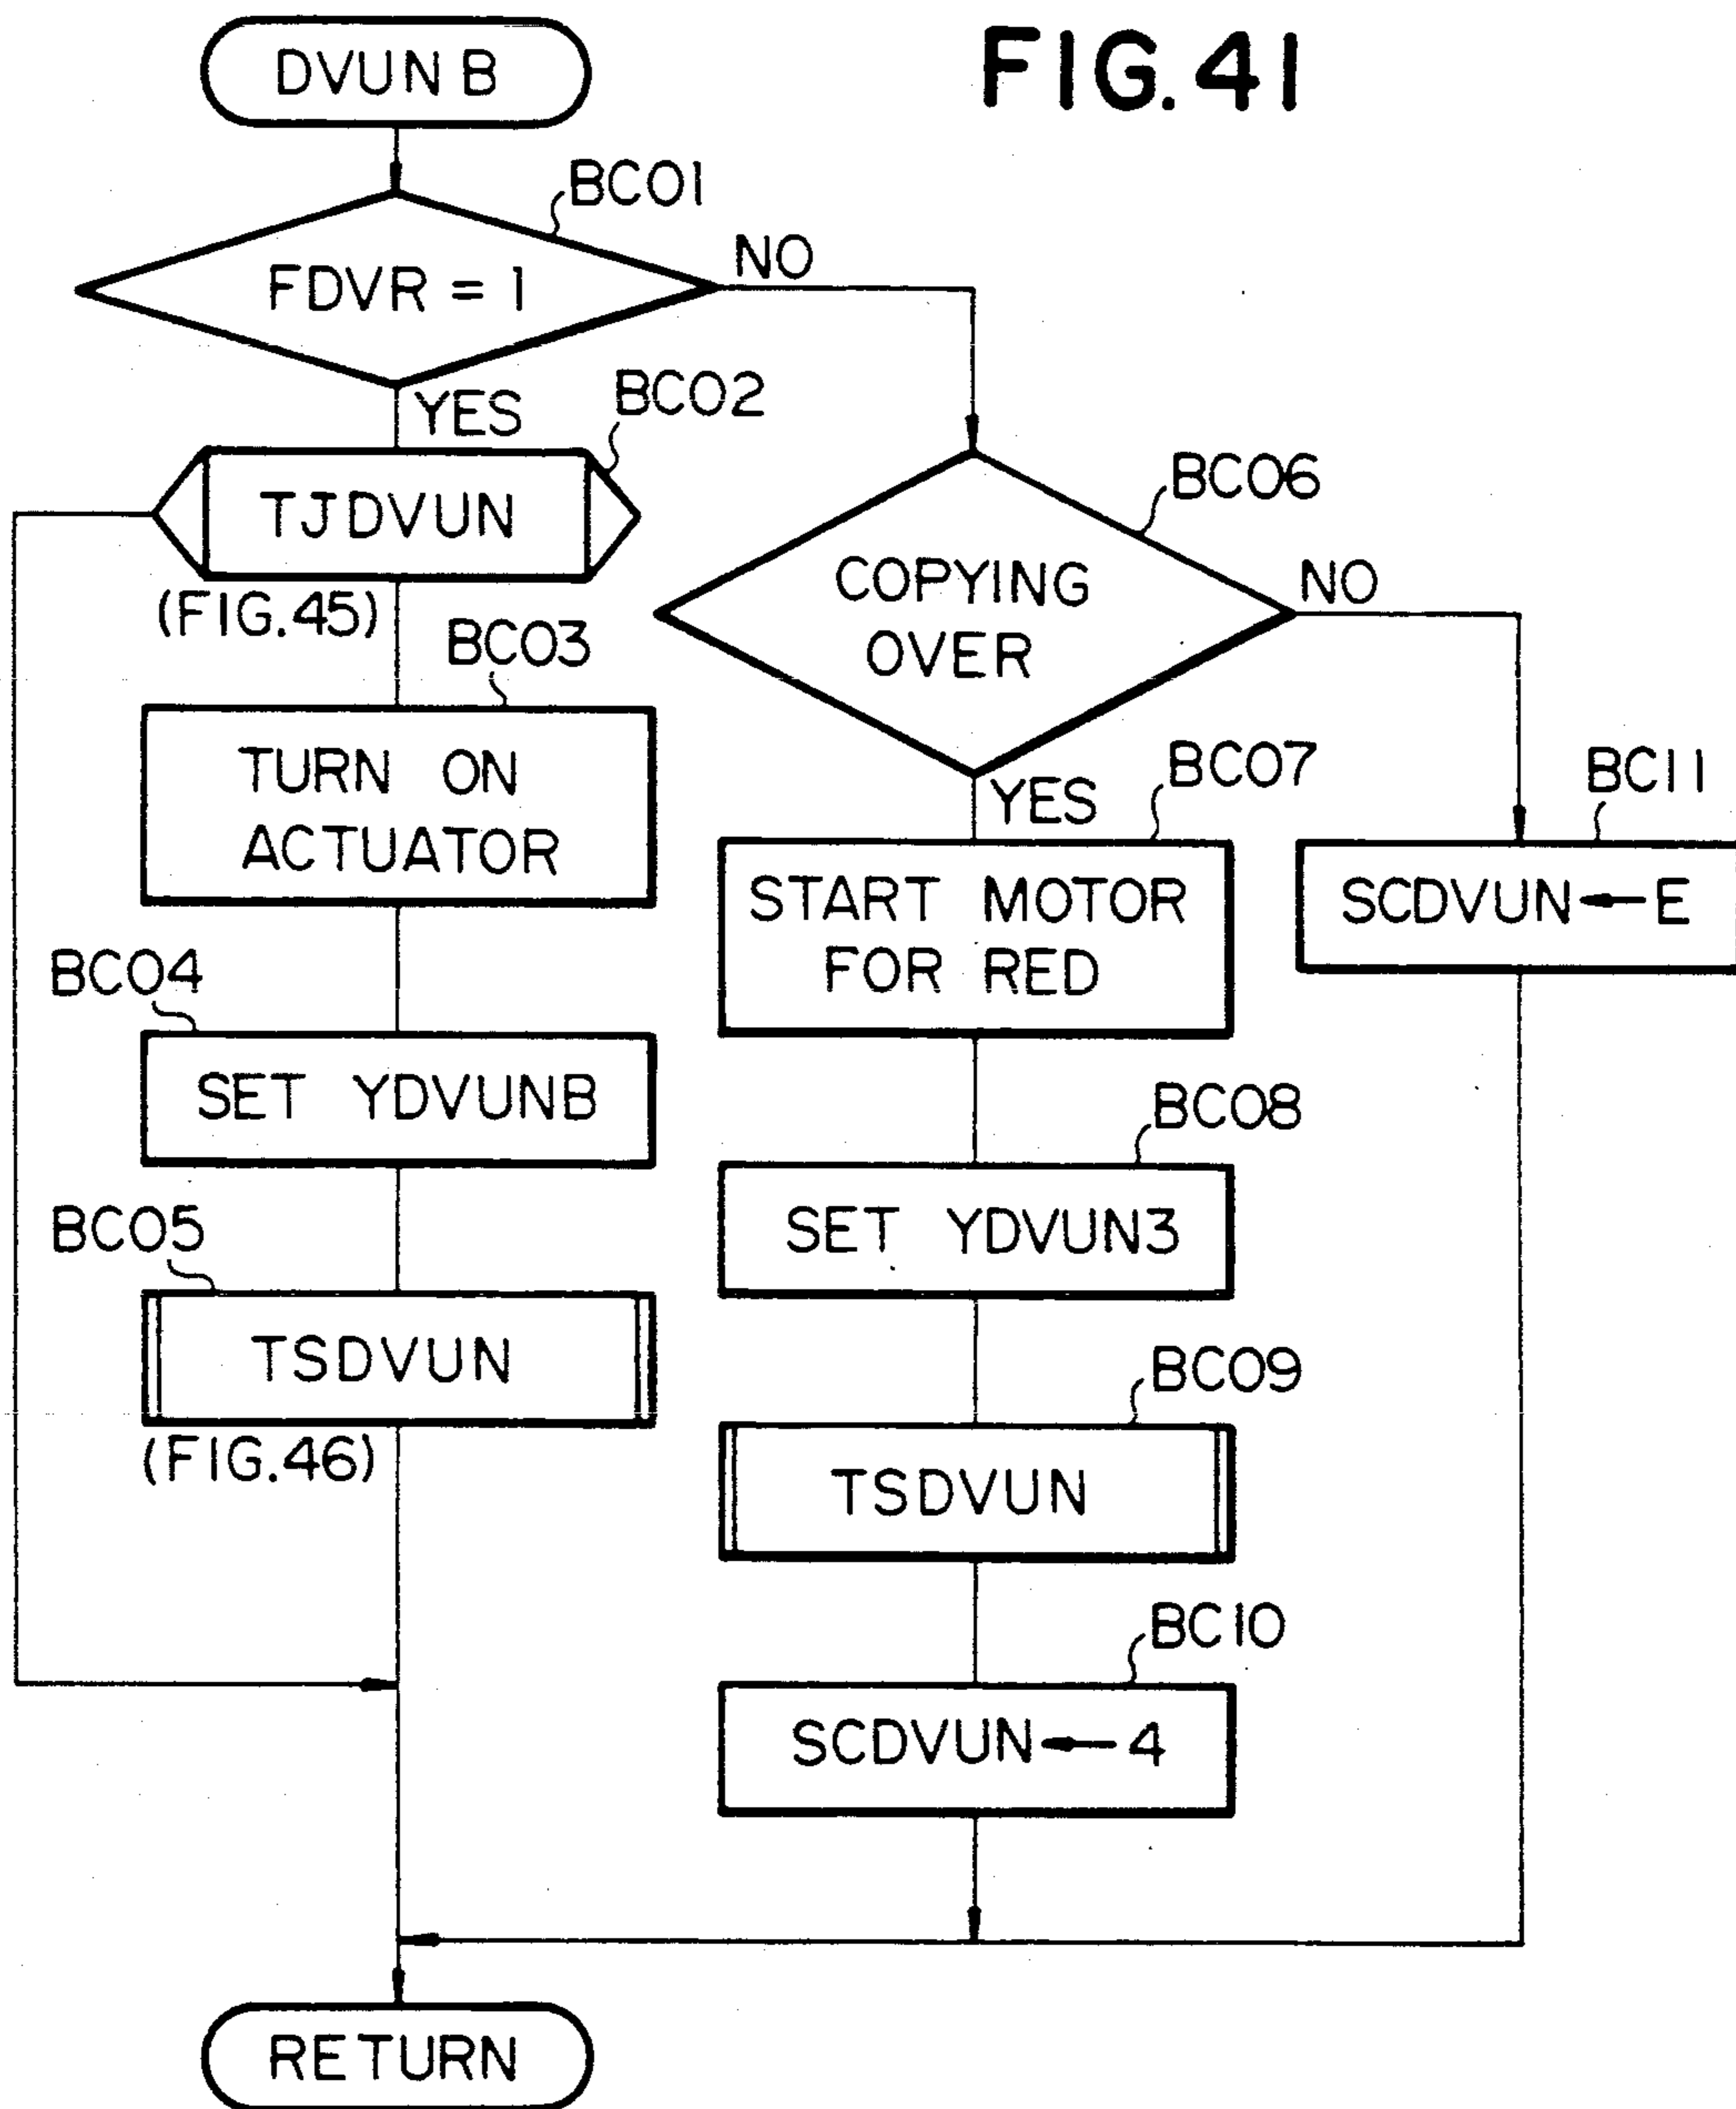 FIG.41
DVUN B
BC01
FDVR = 1
NO
YES
BC02
TJDVUN
(FIG.45)
BC03
TURN ON
ACTUATOR
BC04
SET YDVUNB
BC05
TSDVUN
(FIG.46)
BC06
COPYING
OVER
NO
YES
BC07
START MOTOR
FOR RED
BC08
SET YDVUN3
BC09
TSDVUN
BC10
SCDVUN←4
BC11
SCDVUN←E
RETURN